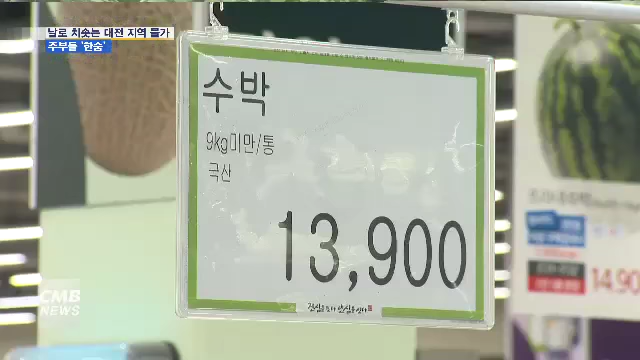 날로 치솟는 대전 지역 물가
주부들 '한숨'
수박
9kg미만/통
국산
13,900
14,90
CMB
NEWS